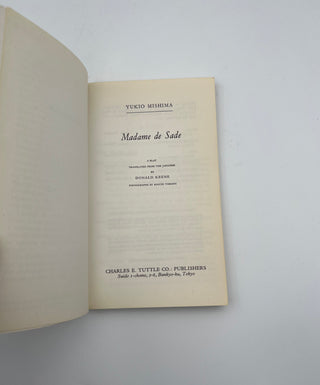 YUKIO MISHIMA
Madame de Sade
A PLAY
TRANSLATED FROM THE JAPANESE
BY
DONALD KEENE
PHOTOGRAPHS BY
CHARLES E. TUTTLE CO.: PUBLISHERS
Suido 1-chome, 2-6, Bunkyo-ku, Tokyo